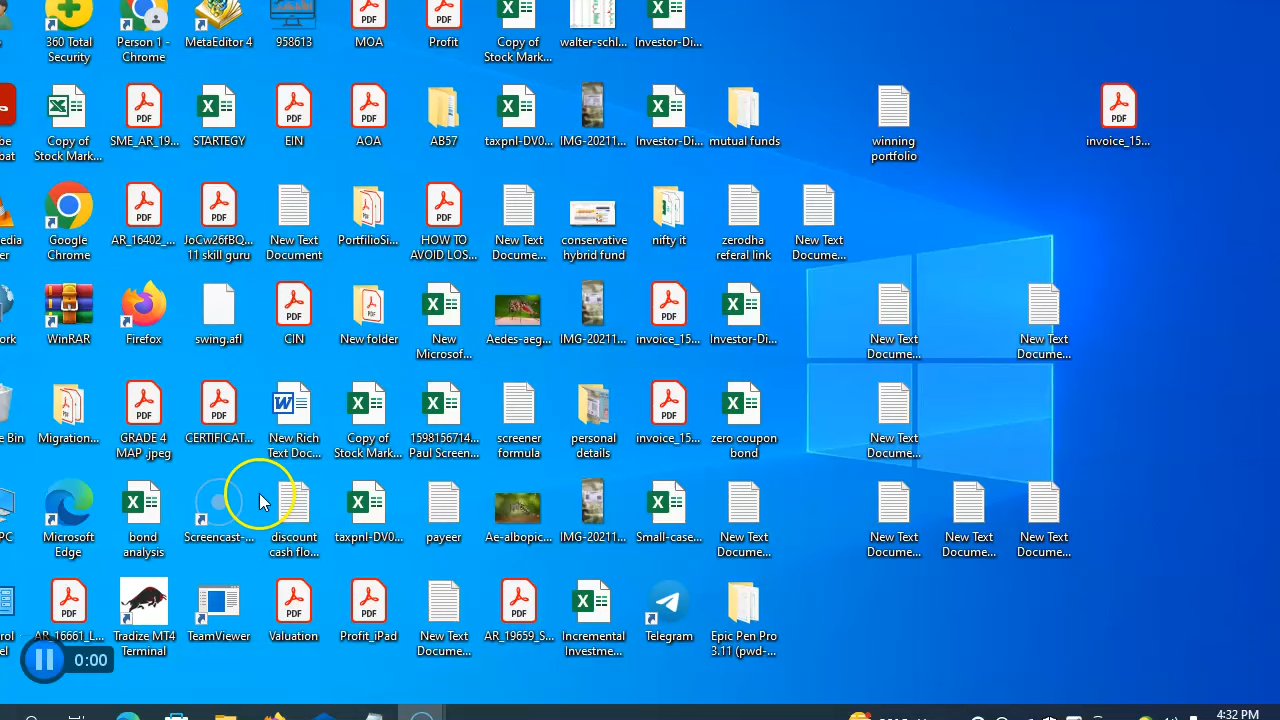 360 Total
Security
Person 1 -
Chrome
MetaEditor 4
958613
MOA
Profit
Copy of
Stock Mark...
walter-schl...
Investor-Di...
Copy of
Stock Mark...
SME_AR_19...
STARTEGY
EIN
AOA
AB57
taxpnl-DV0...
IMG-20211...
Investor-Di...
mutual funds
winning
portfolio
invoice_15...
Google
Chrome
AR_16402_...
JoCw26fBQ...
11 skill guru
New Text
Document
PortfilioSi...
HOW TO
AVOID LOS...
New Text
Docume...
conservative
hybrid fund
nifty it
zerodha
referal link
New Text
Docume...
WinRAR
Firefox
swing.afl
CIN
New folder
New
Microsof...
Aedes-aeg...
IMG-20211...
invoice_15...
Investor-Di...
New Text
Docume...
New Text
Docume...
Bin
Migration...
GRADE 4
MAP .jpeg
CERTIFICAT...
New Rich
Text Doc...
Copy of
Stock Mark...
1598156714...
Paul Screen...
screener
formula
personal
details
invoice_15...
zero coupon
bond
New Text
Docume...
PC
Microsoft
Edge
bond
analysis
Screencast-...
discount
cash flo...
taxpnl-DV0...
payeer
Ae-albopic...
IMG-20211...
Small-case...
New Text
Docume...
New Text
Docume...
New Text
Docume...
New Text
Docume...
AR_16661_L...
Tradize MT4
Terminal
TeamViewer
Valuation
Profit_iPad
New Text
Docume...
AR_19659_S...
Incremental
Investme...
Telegram
Epic Pen Pro
3.11 (pwd-...
0:00
4:32 PM